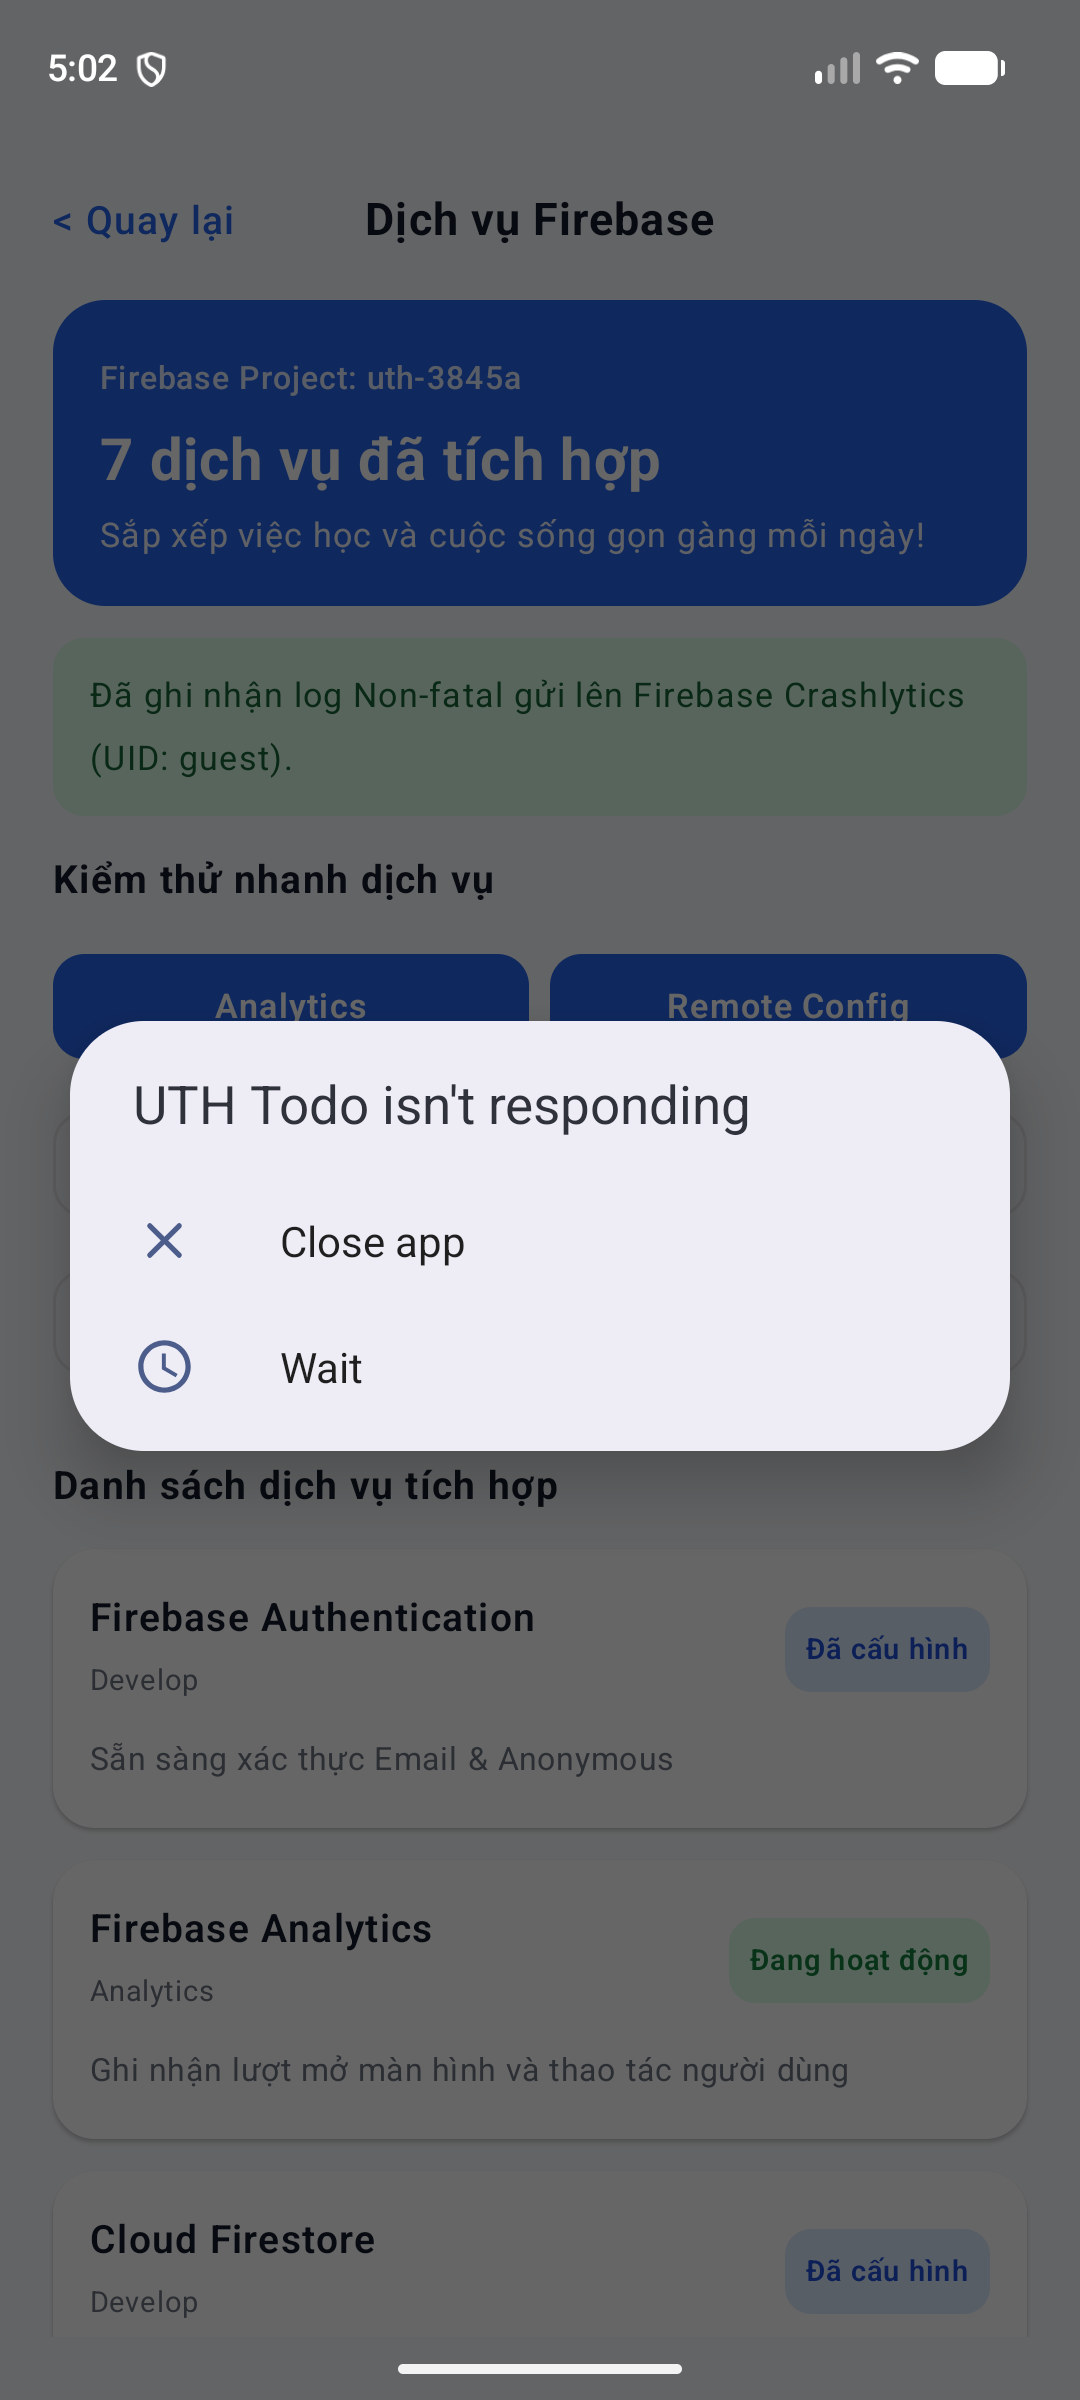 5:02
< Quay lại
Dịch vụ Firebase
Firebase Project: uth-3845a
7 dịch vụ đã tích hợp
Sắp xếp việc học và cuộc sống gọn gàng mỗi ngày!
Đã ghi nhận log Non-fatal gửi lên Firebase Crashlytics
(UID: guest).
Kiểm thử nhanh dịch vụ
Analytics
Remote Config
UTH Todo isn't responding
Close app
Wait
Danh sách dịch vụ tích hợp
Firebase Authentication
Đã cấu hình
Develop
Sẵn sàng xác thực Email & Anonymous
Firebase Analytics
Đang hoạt động
Analytics
Ghi nhận lượt mở màn hình và thao tác người dùng
Cloud Firestore
Đã cấu hình
Develop